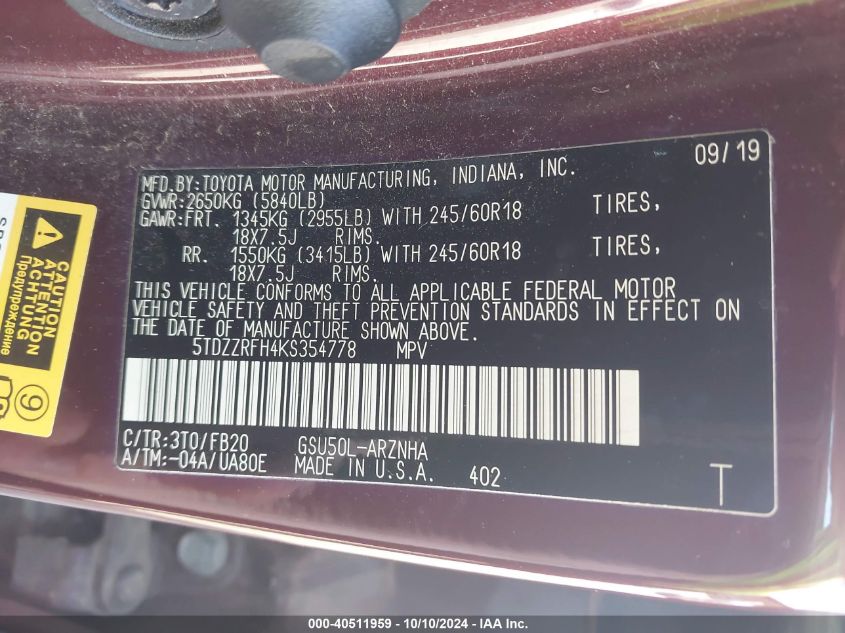 09/19
MFD.BY:TOYOTA MOTOR MANUFACTURING, INDIANA, INC.
GVWR:2650KG (5840LB)
GAWR:FRT. 1345KG (2955LB) WITH 245/60R18 TIRES,
18X7.5J RIMS.
RR. 1550KG (3415LB) WITH 245/60R18 TIRES,
18X7.5J RIMS.
THIS VEHICLE CONFORMS TO ALL APPLICABLE FEDERAL MOTOR
VEHICLE SAFETY AND THEFT PREVENTION STANDARDS IN EFFECT ON
THE DATE OF MANUFACTURE SHOWN ABOVE.
5TDZZRFH4KS354778 MPV
C/TR:3T0/FB20 GSU50L-ARZNHA
A/TM:-04A/UA80E MADE IN U.S.A. 402
T
CAUTION
ATTENTION
ACHTUNG
Предупреждение
9
000-40511959 - 10/10/2024 - IAA Inc.